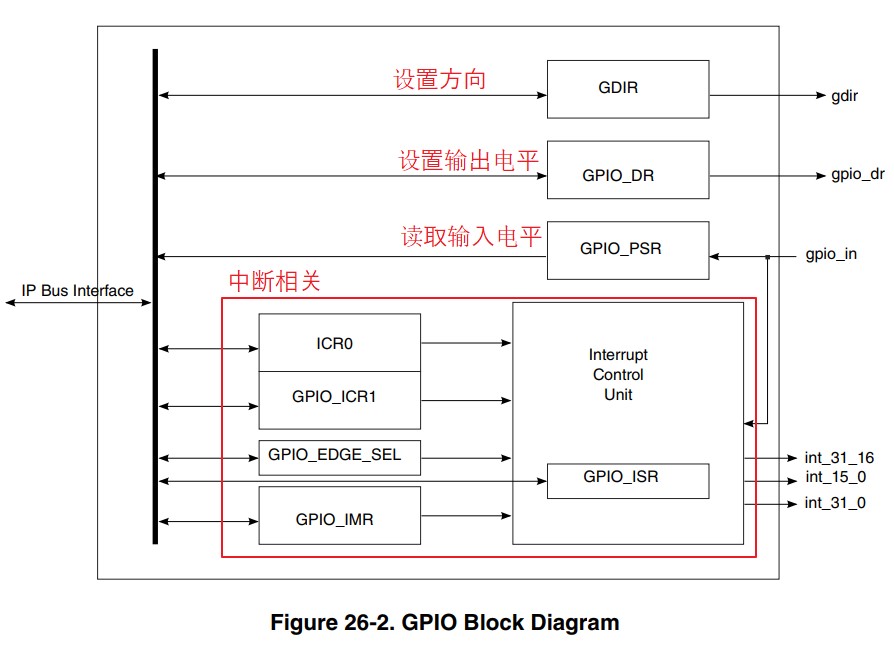 设置方向
GDIR
gdir
设置输出电平
GPIO_DR
gpio_dr
读取输入电平
GPIO_PSR
gpio_in
中断相关
IP Bus Interface
ICR0
Interrupt
Control
Unit
GPIO_ICR1
GPIO_EDGE_SEL
int_31_16
GPIO_ISR
int_15_0
int_31_0
GPIO_IMR
Figure 26-2. GPIO Block Diagram